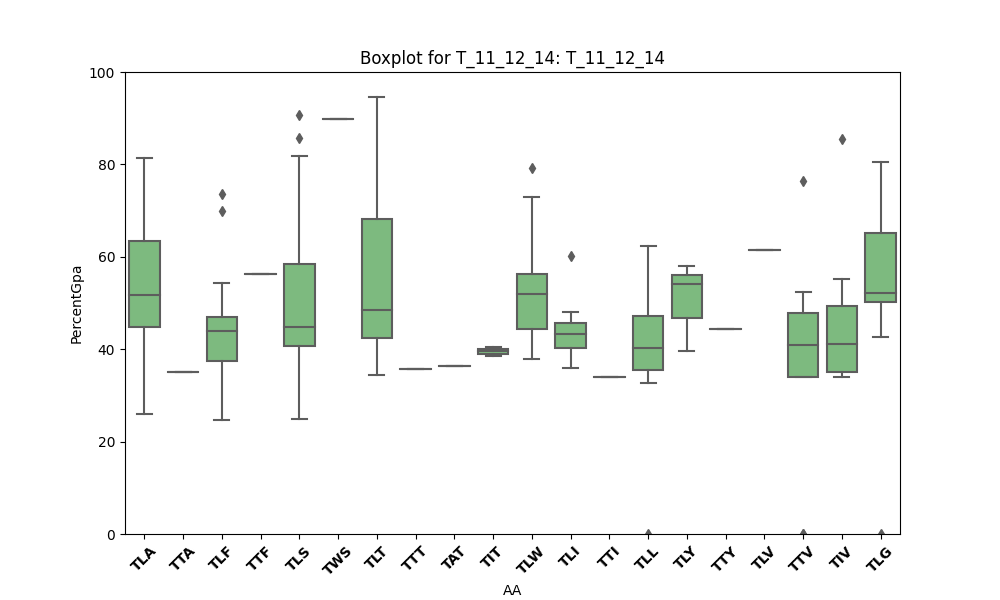 Boxplot for T_11_12_14: T_11_12_14
100
80
60
40
20
0
PercentGpa
TLA TTA TLF TTF TLS TWS TLT TTT TAT TIT TLW TLI TTI TLL TLY TTY TLV TTV TIV TLG
AA